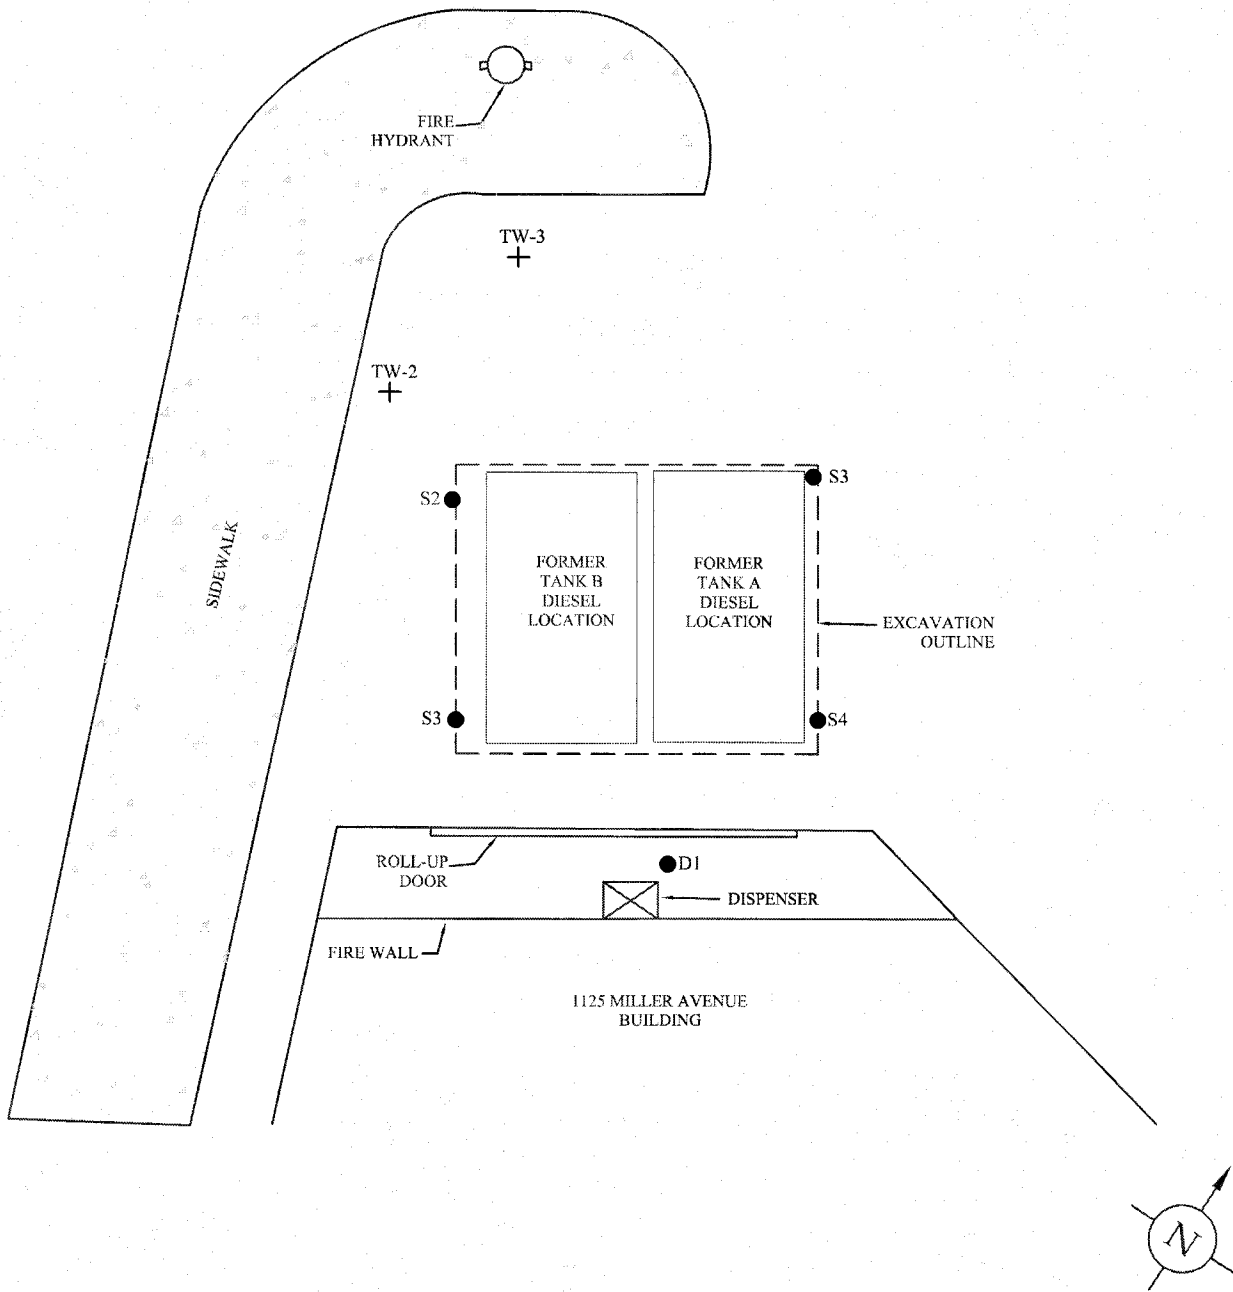 FIRE
HYDRANT
TW-3
TW-2
S2
S3
SIDEWALK
FORMER
TANK B
DIESEL
LOCATION
FORMER
TANK A
DIESEL
LOCATION
EXCAVATION
OUTLINE
S3
S4
ROLL-UP
DOOR
D1
DISPENSER
FIRE WALL
1125 MILLER AVENUE
BUILDING
N